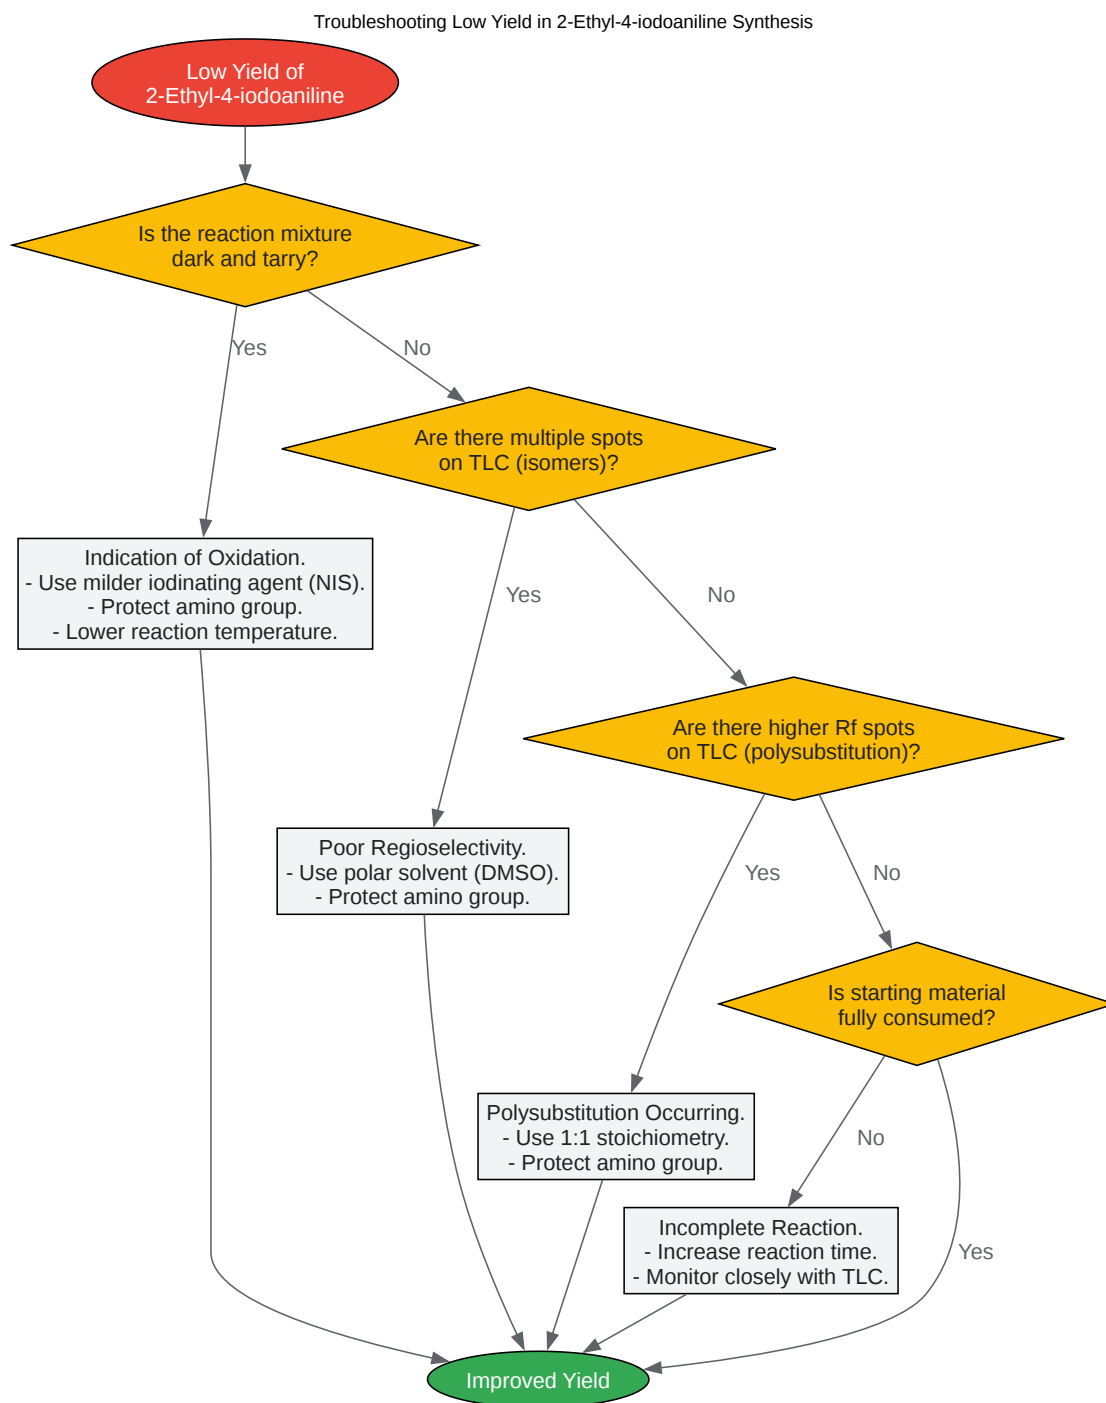 Troubleshooting Low Yield in 2-Ethyl-4-iodoaniline Synthesis
Low Yield of
2-Ethyl-4-iodoaniline
Is the reaction mixture
dark and tarry?
Yes
No
Are there multiple spots
on TLC (isomers)?
Indication of Oxidation.
- Use milder iodinating agent (NIS).
- Protect amino group.
- Lower reaction temperature.
Yes
No
Are there higher Rf spots
on TLC (polysubstitution)?
Poor Regioselectivity.
- Use polar solvent (DMSO).
- Protect amino group.
Yes
No
Is starting material
fully consumed?
Polysubstitution Occurring.
- Use 1:1 stoichiometry.
- Protect amino group.
No
Yes
Incomplete Reaction.
- Increase reaction time.
- Monitor closely with TLC.
Improved Yield